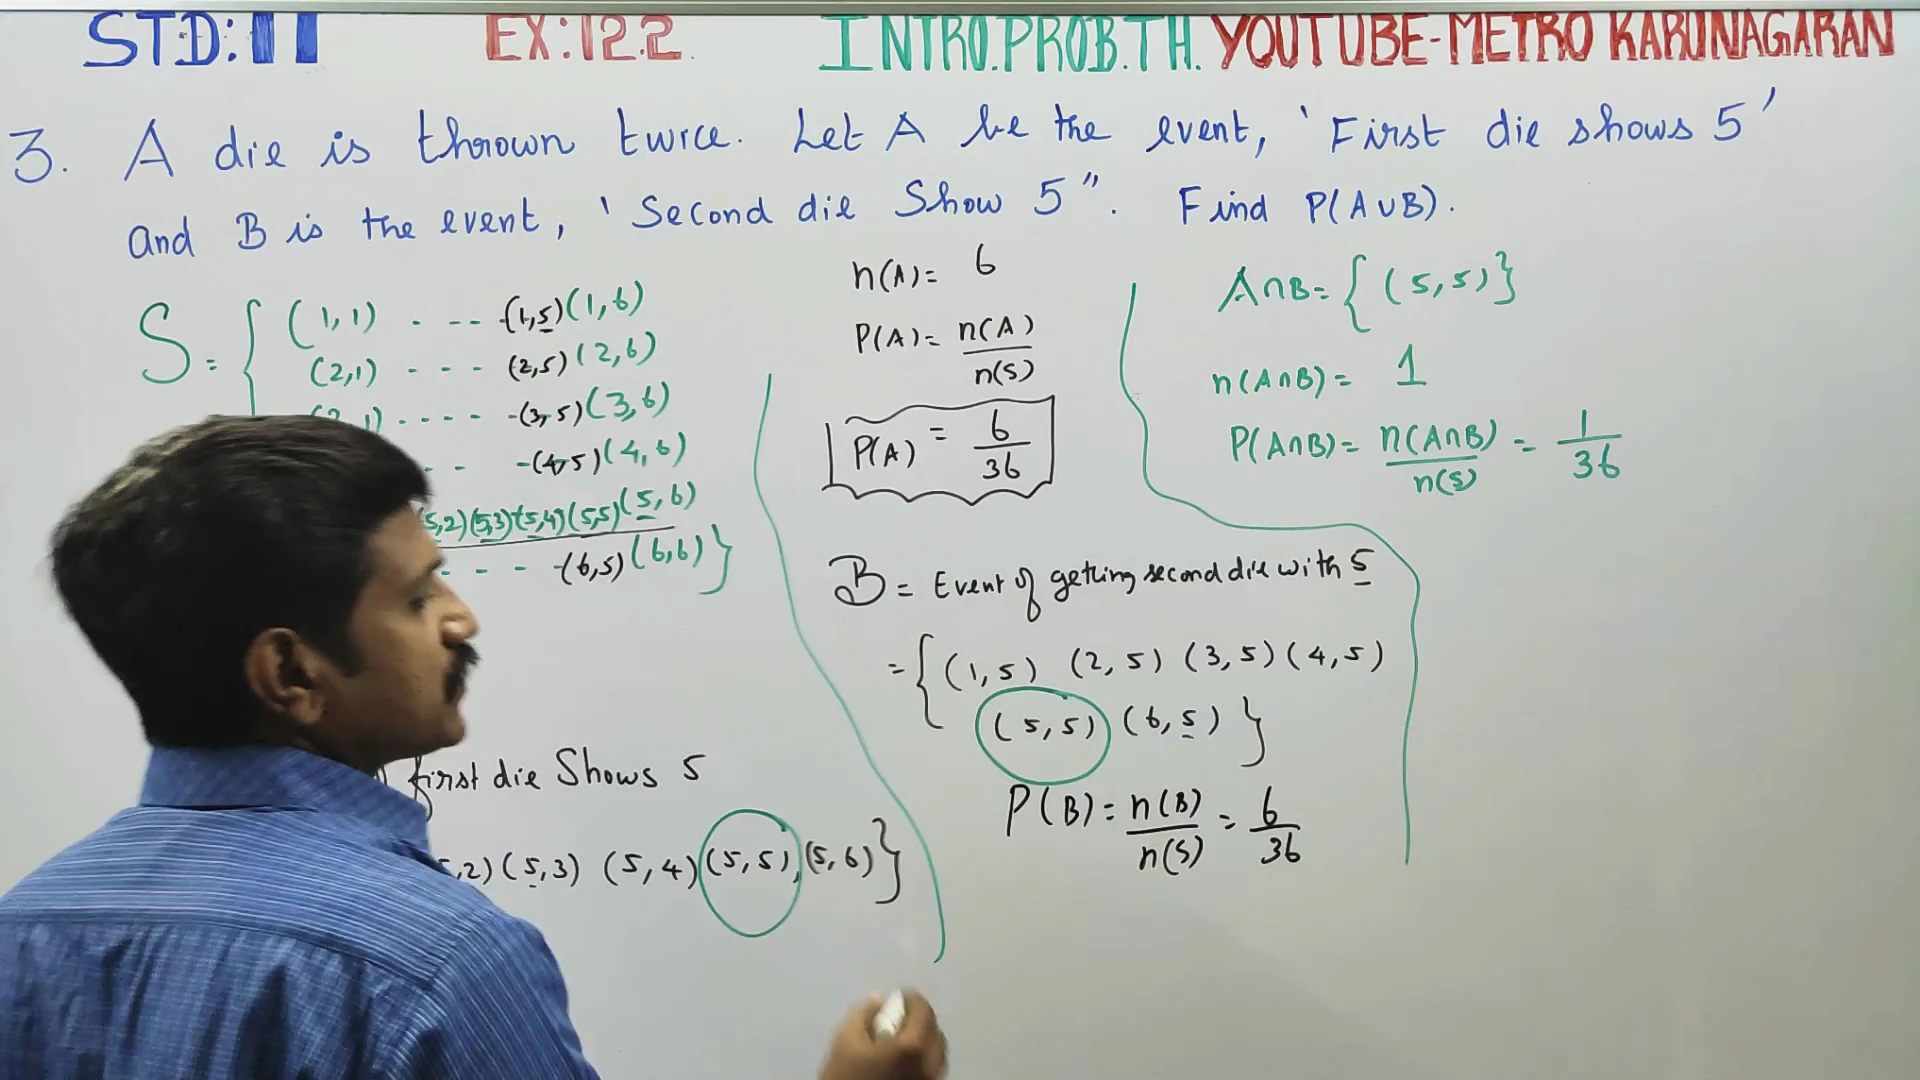 STD: 11 EX: 12.2. INTRO. PROB. TH. YOUTUBE-METRO KARUNAGARAN
3. A die is thrown twice. Let A be the event, 'First die shows 5'
and B is the event, 'Second die Show 5". Find P(A∪B).
S = { (1,1) . -- -(1,5)(1,6)
(2,1) - - - (2,5)(2,6)
,1) - - - - -(3,5)(3,6)
- - -(4,5)(4,6)
5,2)(5,3)(5,4)(5,5)(5,6)
- - - -(6,5)(6,6) }
first die Shows 5
,2)(5,3) (5,4)(5,5),(5,6) }
n(A) = 6
P(A) = n(A)
n(S)
P(A) = 6
36
B = Event of getting second die with 5
= { (1,5) (2,5) (3,5) (4,5)
(5,5) (6,5) }
P(B) = n(B) = 6
n(S) 36
A∩B = { (5,5) }
n(A∩B) = 1
P(A∩B) = n(A∩B) = 1
n(S) 36